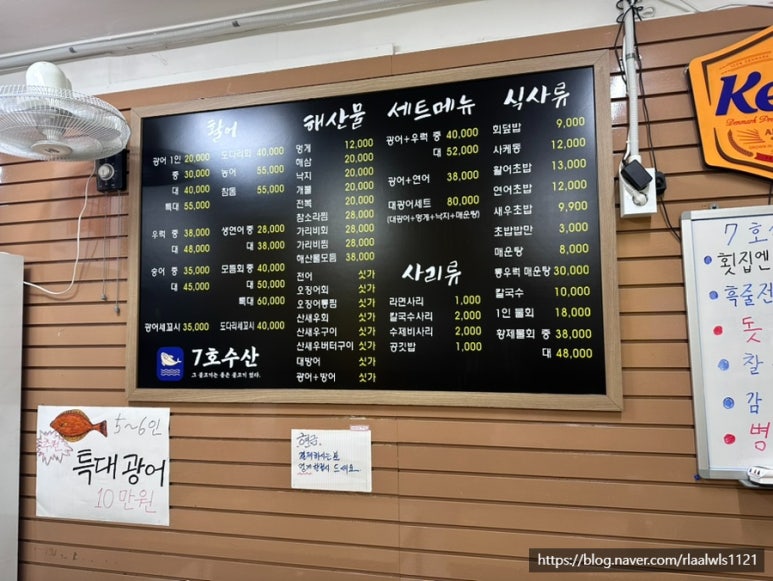 활어
광어 1인 20,000
중 30,000
대 40,000
특대 55,000
우럭 중 38,000
대 48,000
숭어 중 35,000
대 45,000
광어세꼬시 35,000
도다리회 40,000
농어 55,000
참돔 55,000
생연어 중 28,000
대 38,000
모듬회 중 40,000
대 50,000
특대 60,000
도다리세꼬시 40,000
7호수산
해산물
멍게 12,000
해삼 20,000
낙지 20,000
개불 20,000
전복 20,000
참소라찜 28,000
가리비회 28,000
가리비찜 28,000
해산물모듬 38,000
전어 싯가
오징어회 싯가
오징어통찜 싯가
산새우회 싯가
산새우구이 싯가
산새우버터구이 싯가
대방어 싯가
광어+방어 싯가
세트메뉴
광어+우럭 중 40,000
대 52,000
광어+연어 38,000
대광어세트 80,000
(대광어+멍게+낙지+매운탕)
사리류
라면사리 1,000
칼국수사리 2,000
수제비사리 2,000
공깃밥 1,000
식사류
회덮밥 9,000
사케동 12,000
활어초밥 13,000
연어초밥 12,000
새우초밥 9,900
초밥밥만 3,000
매운탕 8,000
통우럭 매운탕 30,000
칼국수 10,000
1인 물회 18,000
황제물회 중 38,000
대 48,000
Ke
7호수
횟집엔
흑줄전
돗
찰
감
병
5~6인
특대 광어
10만원
현금
https://blog.naver.com/rlaalwls1121